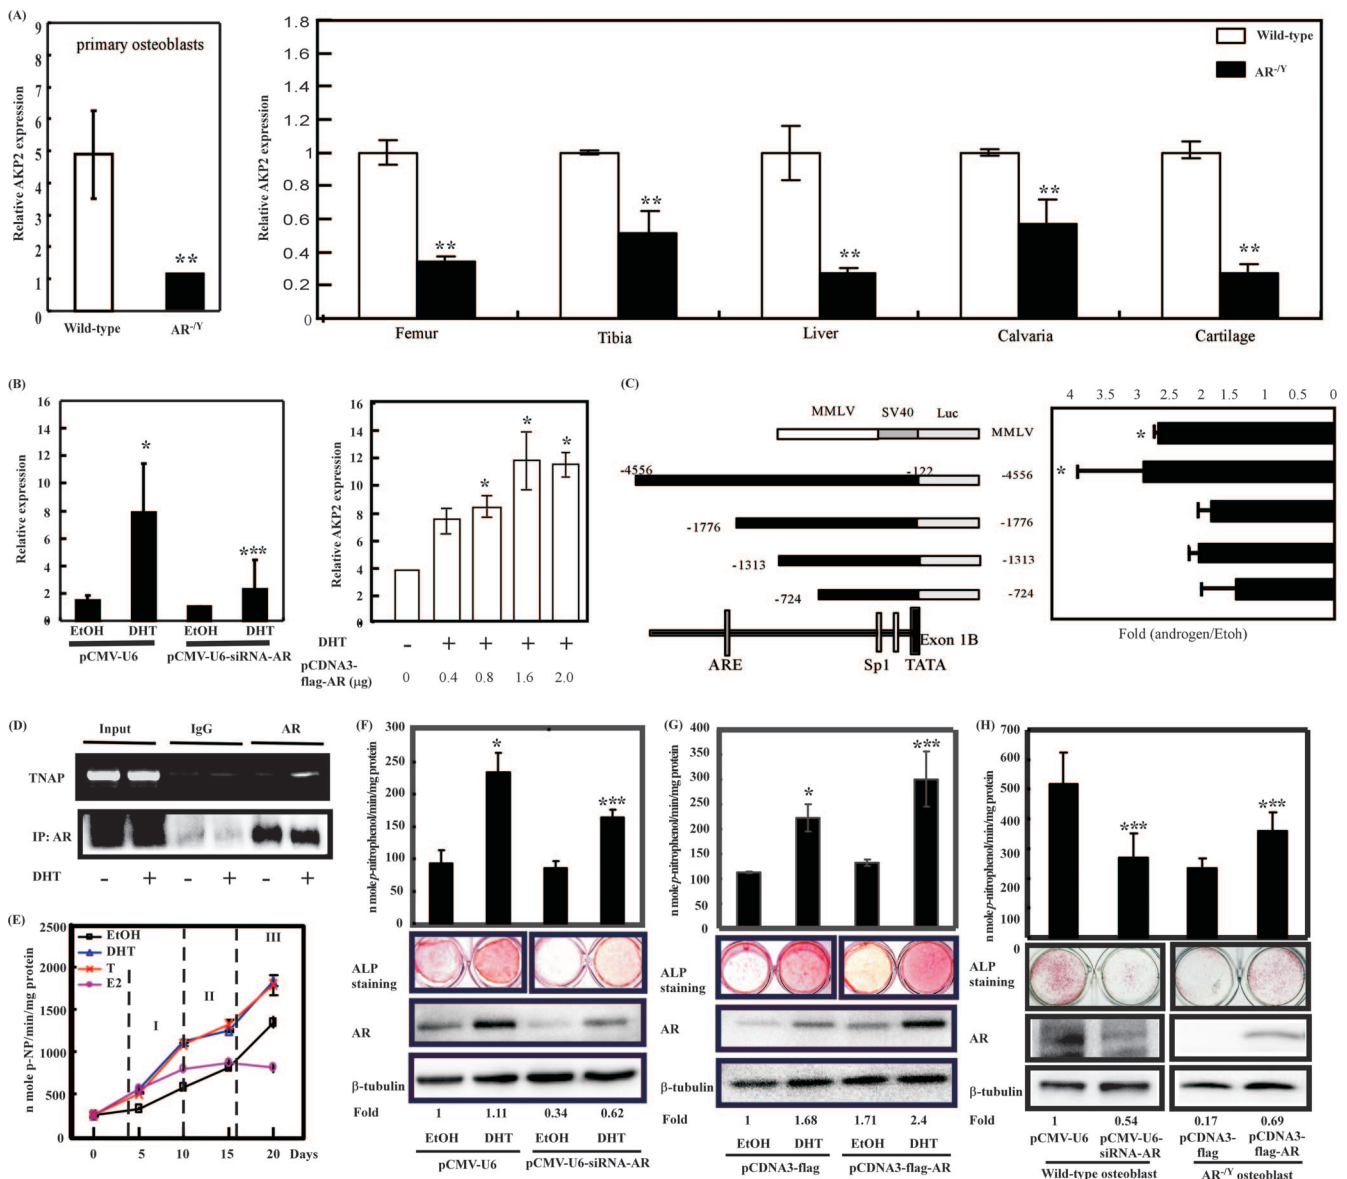 (A)
9
8
7
6
5
4
3
2
1
0
Relative AKP2 expression
primary osteoblasts
**
Wild-type AR-/Y
1.8
1.6
1.4
1.2
1
0.8
0.6
0.4
0.2
0
Relative AKP2 expression
Wild-type
AR-/Y
** ** ** ** **
Femur Tibia Liver Calvaria Cartilage
(B)
16
14
12
10
8
6
4
2
0
Relative expression
* ***
EtOH DHT EtOH DHT
pCMV-U6 pCMV-U6-siRNA-AR
16
14
12
10
8
6
4
2
0
Relative AKP2 expression
* * *
DHT - + + + +
pCDNA3-
flag-AR (μg) 0 0.4 0.8 1.6 2.0
(C)
MMLV SV40 Luc
-4556 -122
-1776
-1313
-724
ARE Sp1 TATA
Exon 1B
4 3.5 3 2.5 2 1.5 1 0.5 0
MMLV *
-4556 *
-1776
-1313
-724
Fold (androgen/Etoh)
(D)
Input IgG AR
TNAP
IP: AR
DHT - + - + - +
(E)
2500
2000
1500
1000
500
0
n mole p-NP/min/mg protein
EtOH
DHT
T
E2
I II III
0 5 10 15 20 Days
(F)
300
250
200
150
100
50
0
n mole p-nitrophenol/min/mg protein
* ***
ALP
staining
AR
β-tubulin
Fold 1 1.11 0.34 0.62
EtOH DHT EtOH DHT
pCMV-U6 pCMV-U6-siRNA-AR
(G)
400
350
300
250
200
150
100
50
0
n mole p-nitrophenol/min/mg protein
* ***
ALP
staining
AR
β-tubulin
Fold 1 1.68 1.71 2.4
EtOH DHT EtOH DHT
pCDNA3-flag pCDNA3-flag-AR
(H)
700
600
500
400
300
200
100
0
n mole p-nitrophenol/min/mg protein
*** ***
ALP
staining
AR
β-tubulin
Fold 1 0.54 0.17 0.69
pCMV-U6 pCMV-U6-
siRNA-AR
pCDNA3-
flag
pCDNA3-
flag-AR
Wild-type osteoblast AR-/Y osteoblast